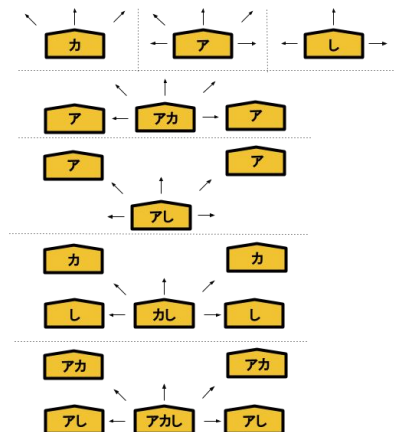 カ ア し
ア アカ ア
ア ア
アし
カ カ
し カし し
アカ アカ
アし アカし アし